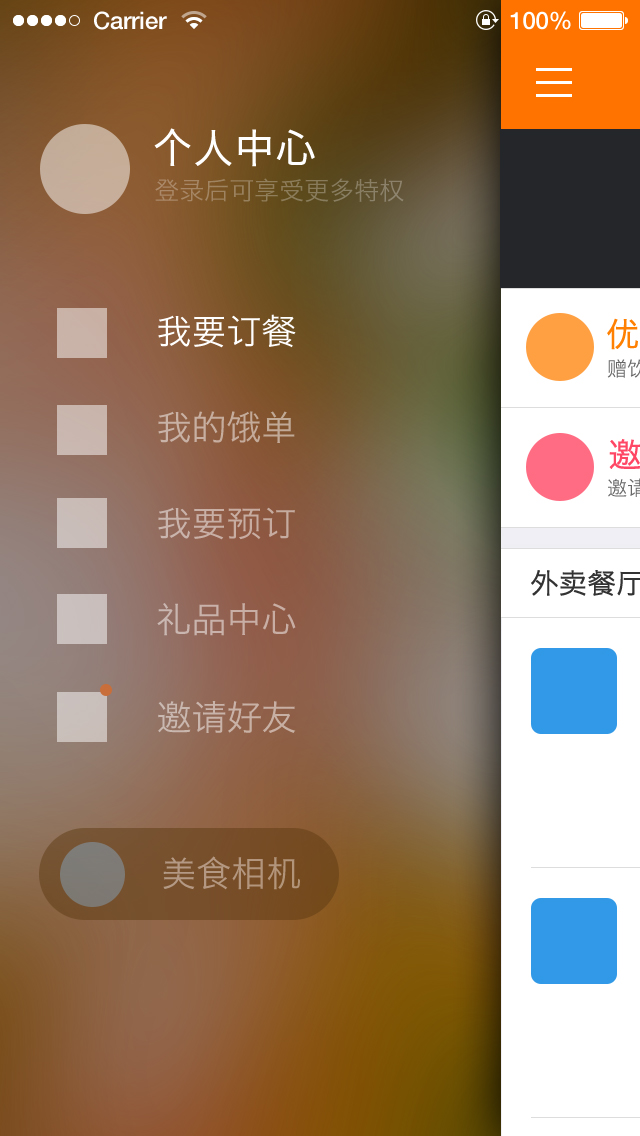 Carrier 100%
个人中心
登录后可享受更多特权
我要订餐
我的饿单
我要预订
礼品中心
邀请好友
美食相机
优
赠饮
邀
邀请
外卖餐厅